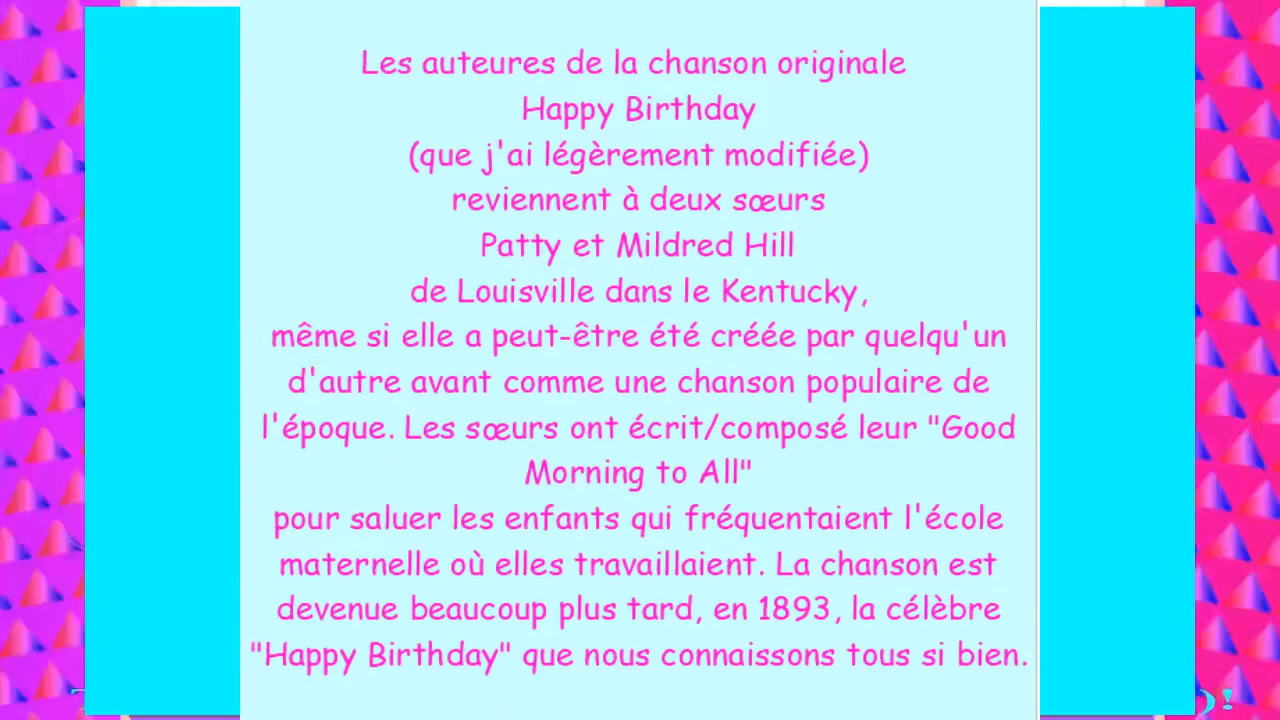 Les auteures de la chanson originale
Happy Birthday
(que j'ai légèrement modifiée)
reviennent à deux sœurs
Patty et Mildred Hill
de Louisville dans le Kentucky,
même si elle a peut-être été créée par quelqu'un
d'autre avant comme une chanson populaire de
l'époque. Les sœurs ont écrit/composé leur "Good
Morning to All"
pour saluer les enfants qui fréquentaient l'école
maternelle où elles travaillaient. La chanson est
devenue beaucoup plus tard, en 1893, la célèbre
"Happy Birthday" que nous connaissons tous si bien.